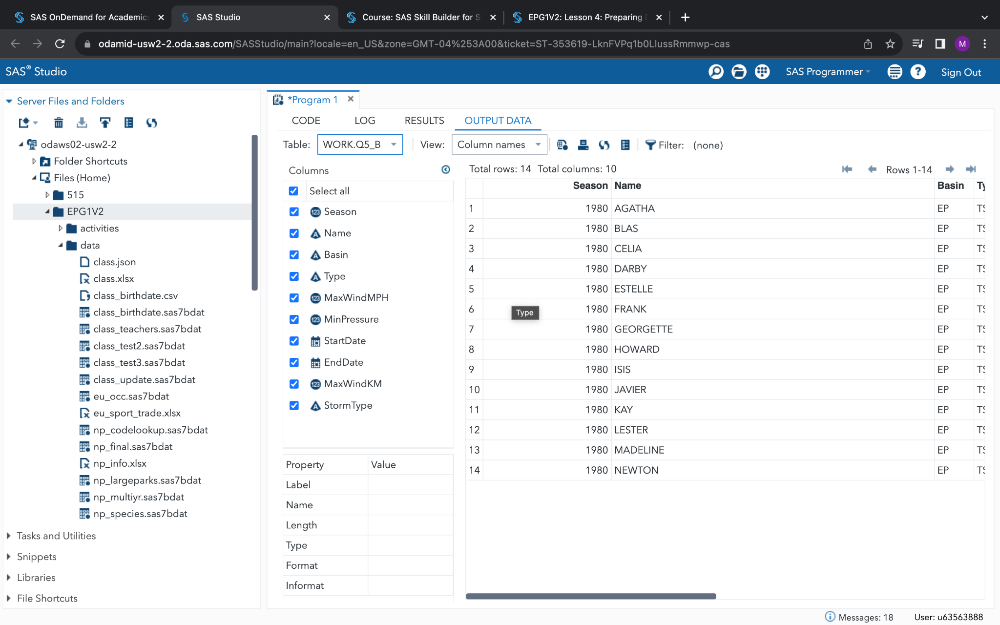 SAS OnDemand for Academics
SAS Studio
Course: SAS Skill Builder for S
EPG1V2: Lesson 4: Preparing D
odamid-usw2-2.oda.sas.com/SASStudio/main?locale=en_US&zone=GMT-04%253A00&ticket=ST-353619-LknFVPq1b0LlussRmmwp-cas
M
SAS® Studio
SAS Programmer
Sign Out
Server Files and Folders
odaws02-usw2-2
Folder Shortcuts
Files (Home)
515
EPG1V2
activities
data
class.json
class.xlsx
class_birthdate.csv
class_birthdate.sas7bdat
class_teachers.sas7bdat
class_test2.sas7bdat
class_test3.sas7bdat
class_update.sas7bdat
eu_occ.sas7bdat
eu_sport_trade.xlsx
np_codelookup.sas7bdat
np_final.sas7bdat
np_info.xlsx
np_largeparks.sas7bdat
np_multiyr.sas7bdat
np_species.sas7bdat
Tasks and Utilities
Snippets
Libraries
File Shortcuts
*Program 1
CODE LOG RESULTS OUTPUT DATA
Table: WORK.Q5_B View: Column names Filter: (none)
Columns
Select all
Season
Name
Basin
Type
MaxWindMPH
MinPressure
StartDate
EndDate
MaxWindKM
StormType
Property Value
Label
Name
Length
Type
Format
Informat
Total rows: 14 Total columns: 10 Rows 1-14
Season Name Basin Ty
1 1980 AGATHA EP TS
2 1980 BLAS EP TS
3 1980 CELIA EP TS
4 1980 DARBY EP TS
5 1980 ESTELLE EP TS
6 1980 FRANK EP TS
Type
7 1980 GEORGETTE EP TS
8 1980 HOWARD EP TS
9 1980 ISIS EP TS
10 1980 JAVIER EP TS
11 1980 KAY EP TS
12 1980 LESTER EP TS
13 1980 MADELINE EP TS
14 1980 NEWTON EP TS
Messages: 18 User: u63563888